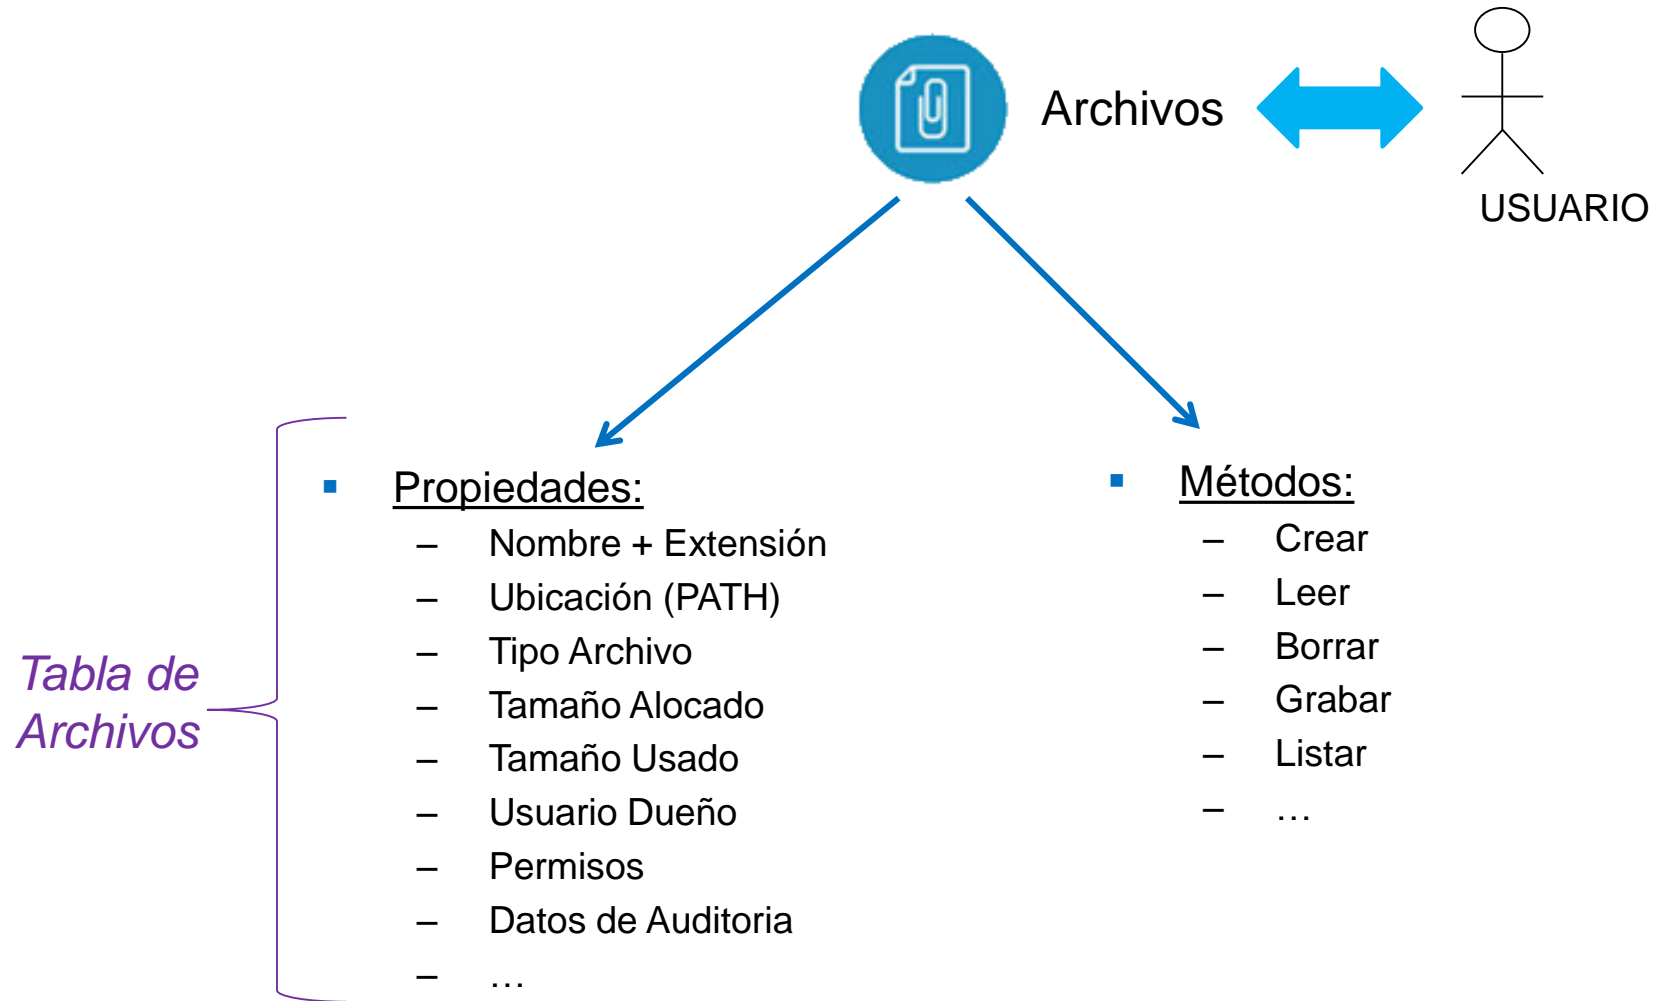 Archivos
USUARIO
Tabla de
Archivos
Propiedades:
– Nombre + Extensión
– Ubicación (PATH)
– Tipo Archivo
– Tamaño Alocado
– Tamaño Usado
– Usuario Dueño
– Permisos
– Datos de Auditoria
– …
Métodos:
– Crear
– Leer
– Borrar
– Grabar
– Listar
– …